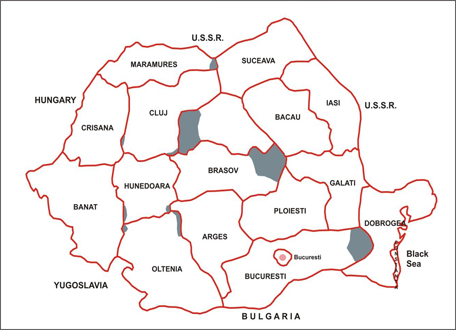 U.S.S.R.
SUCEAVA
MARAMURES
HUNGARY
IASI
U.S.S.R.
CLUJ
BACAU
CRISANA
BRASOV
HUNEDOARA
GALATI
BANAT
PLOIESTI
DOBROGEA
ARGES
Black
Sea
Bucuresti
OLTENIA
BUCURESTI
YUGOSLAVIA
BULGARIA